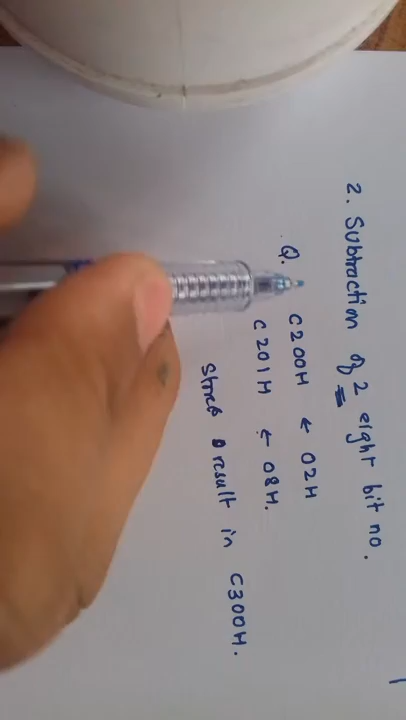 2. Subtraction of 2 eight bit no.
Q. C200H ← 02H
C201H ← 08H.
Store result in C300H.